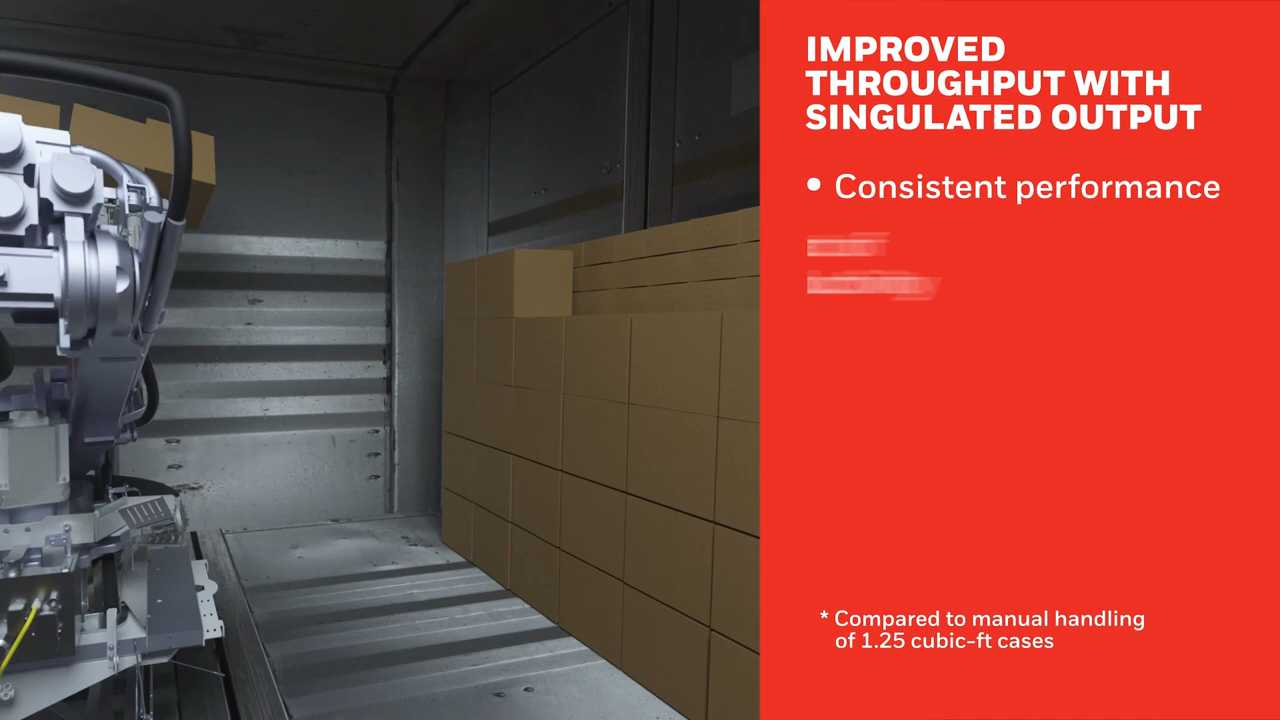 IMPROVED
THROUGHPUT WITH
SINGULATED OUTPUT
• Consistent performance
* Compared to manual handling
of 1.25 cubic-ft cases